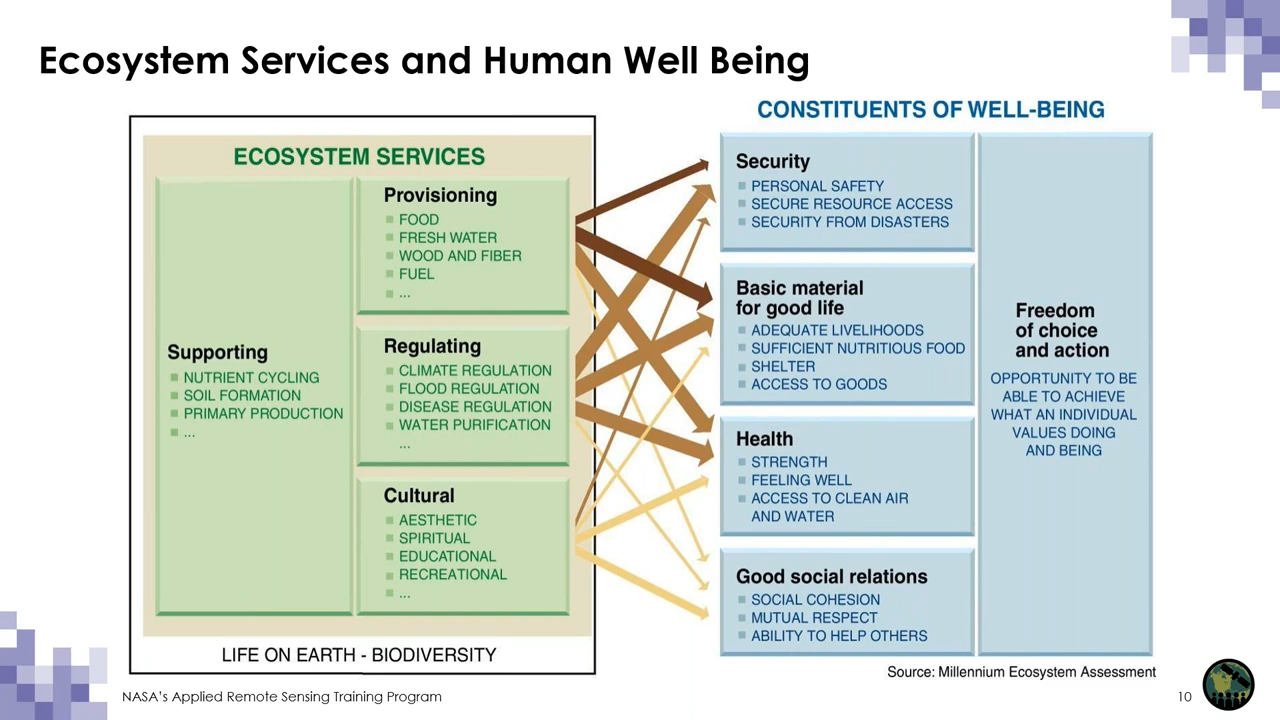 Ecosystem Services and Human Well Being
ECOSYSTEM SERVICES
Supporting
NUTRIENT CYCLING
SOIL FORMATION
PRIMARY PRODUCTION
...
Provisioning
FOOD
FRESH WATER
WOOD AND FIBER
FUEL
...
Regulating
CLIMATE REGULATION
FLOOD REGULATION
DISEASE REGULATION
WATER PURIFICATION
...
Cultural
AESTHETIC
SPIRITUAL
EDUCATIONAL
RECREATIONAL
...
LIFE ON EARTH - BIODIVERSITY
CONSTITUENTS OF WELL-BEING
Security
PERSONAL SAFETY
SECURE RESOURCE ACCESS
SECURITY FROM DISASTERS
Basic material
for good life
ADEQUATE LIVELIHOODS
SUFFICIENT NUTRITIOUS FOOD
SHELTER
ACCESS TO GOODS
Health
STRENGTH
FEELING WELL
ACCESS TO CLEAN AIR
AND WATER
Good social relations
SOCIAL COHESION
MUTUAL RESPECT
ABILITY TO HELP OTHERS
Freedom
of choice
and action
OPPORTUNITY TO BE
ABLE TO ACHIEVE
WHAT AN INDIVIDUAL
VALUES DOING
AND BEING
Source: Millennium Ecosystem Assessment
NASA's Applied Remote Sensing Training Program
10